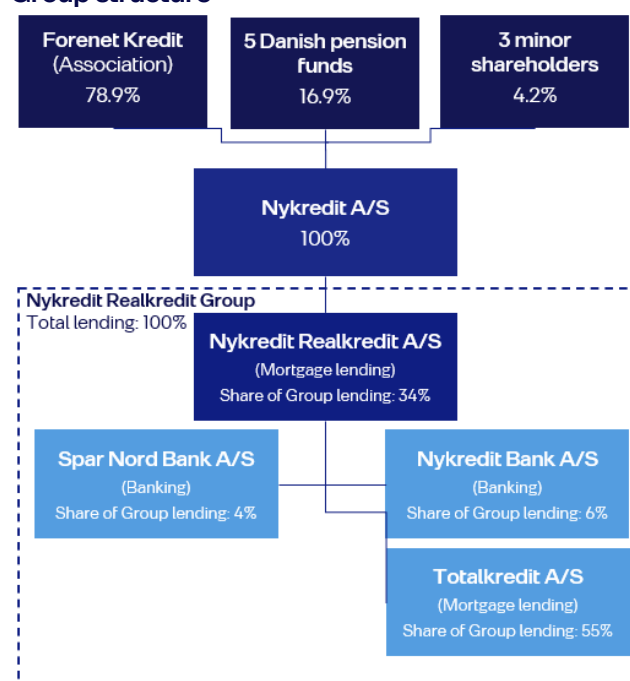 Group structure
Forenet Kredit
(Association)
78.9%
5 Danish pension
funds
16.9%
3 minor
shareholders
4.2%
Nykredit A/S
100%
Nykredit Realkredit Group
Total lending: 100%
Nykredit Realkredit A/S
(Mortgage lending)
Share of Group lending: 34%
Spar Nord Bank A/S
(Banking)
Share of Group lending: 4%
Nykredit Bank A/S
(Banking)
Share of Group lending: 6%
Totalkredit A/S
(Mortgage lending)
Share of Group lending: 55%